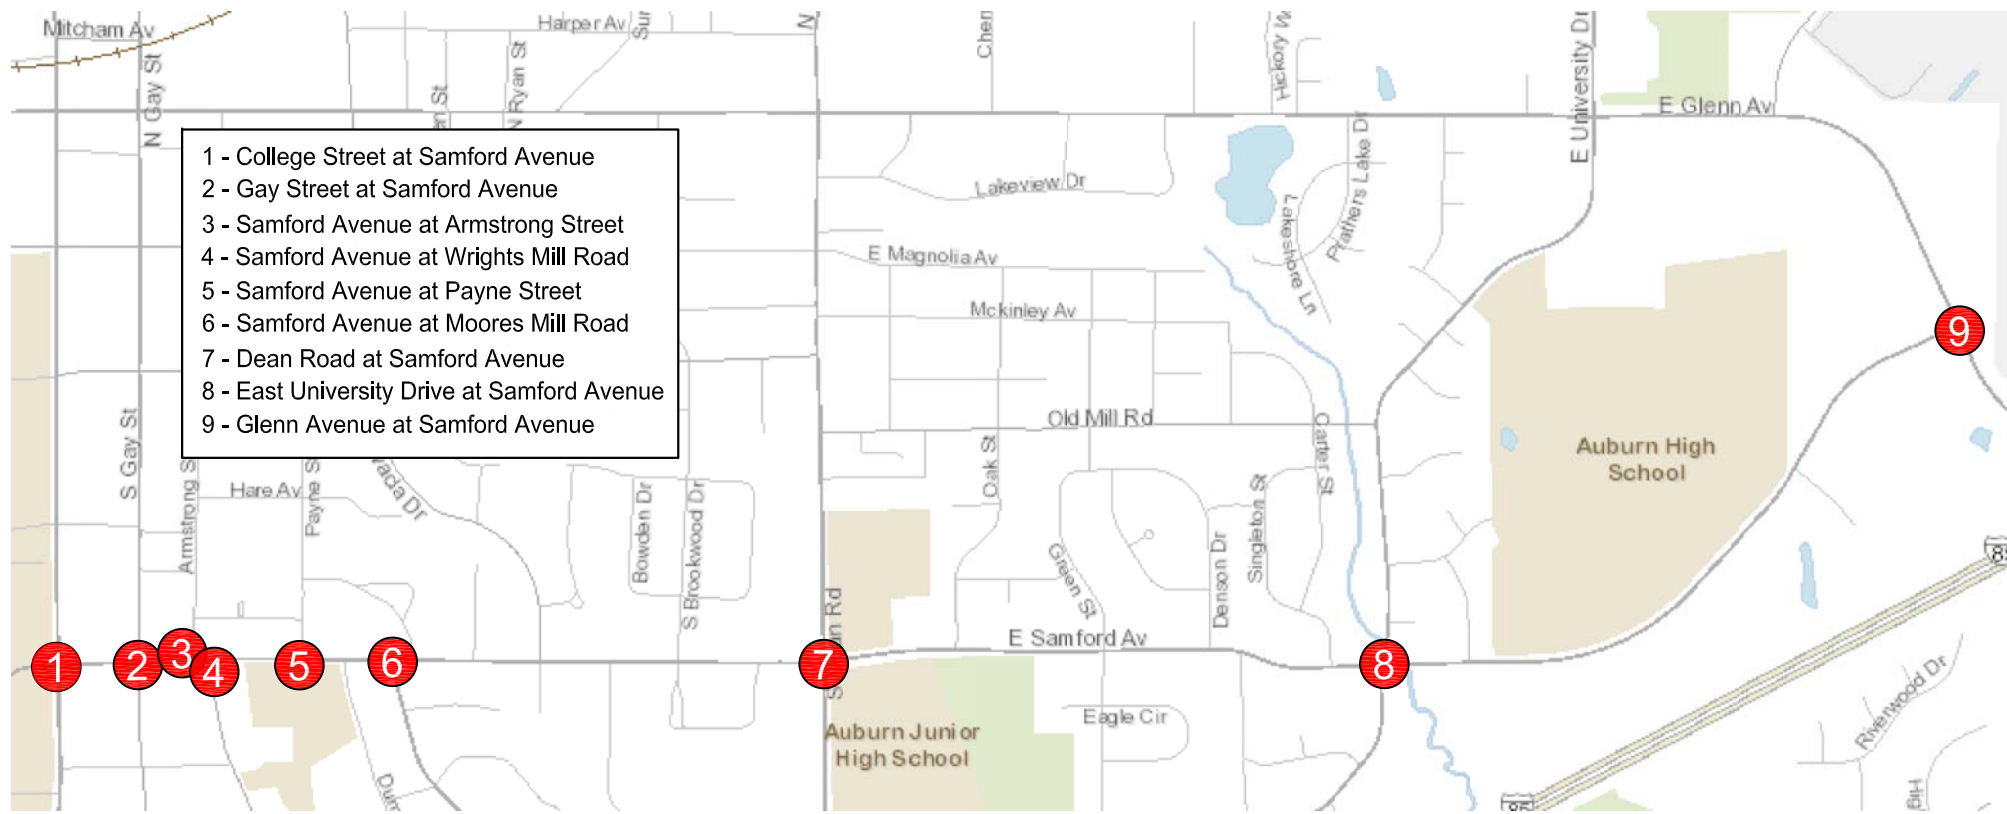 Mitcham Av
Harper Av
N Gay St
N Ryan St
Hickory W
E University Dr
E Glenn Av
1 - College Street at Samford Avenue
2 - Gay Street at Samford Avenue
3 - Samford Avenue at Armstrong Street
4 - Samford Avenue at Wrights Mill Road
5 - Samford Avenue at Payne Street
6 - Samford Avenue at Moores Mill Road
7 - Dean Road at Samford Avenue
8 - East University Drive at Samford Avenue
9 - Glenn Avenue at Samford Avenue
Lakeview Dr
Prathers Lake Dr
Lakeshore Ln
E Magnolia Av
Mckinley Av
9
Old Mill Rd
Carter St
Auburn High
School
S Gay St
Armstrong S
Hare Av
Payne S
Bowden Dr
S Brookwood Dr
Oak St
Green St
Denson Dr
Singleton St
E Samford Av
1
2
3
4
5
6
7
8
Auburn Junior
High School
Eagle Cir
Riverwood Dr